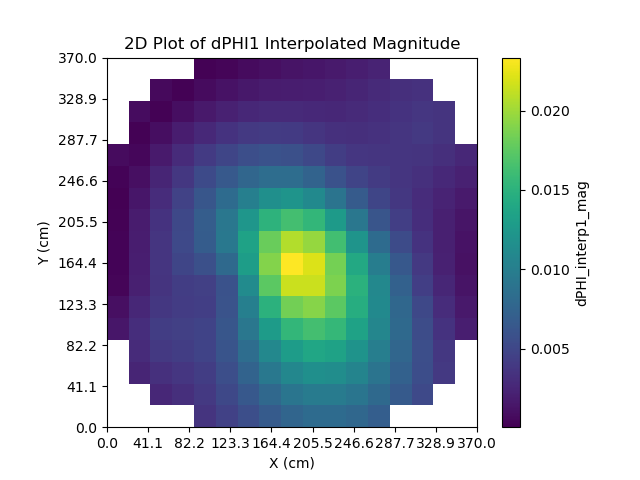 2D Plot of dPHI1 Interpolated Magnitude
370.0
328.9
287.7
246.6
205.5
164.4
123.3
82.2
41.1
0.0
Y (cm)
0.0 41.1 82.2 123.3 164.4 205.5 246.6 287.7 328.9 370.0
X (cm)
0.020
0.015
0.010
0.005
dPHI_interp1_mag